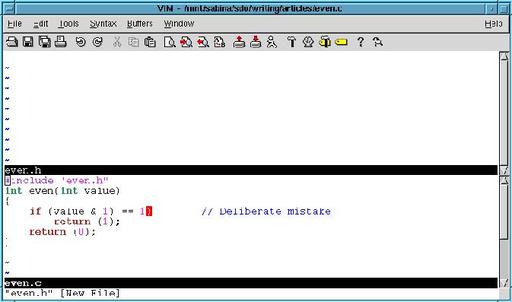 VIM - /mnt/sabina/sdo/writing/articles/even.c
File Edit Tools Syntax Buffers Window Help
~
~
~
~
~
~
~
~
even.h
#include "even.h"
int even(int value)
{
if (value & 1) == 1) // Deliberate mistake
return (1);
return (0);
~
~
even.c
"even.h" [New File]